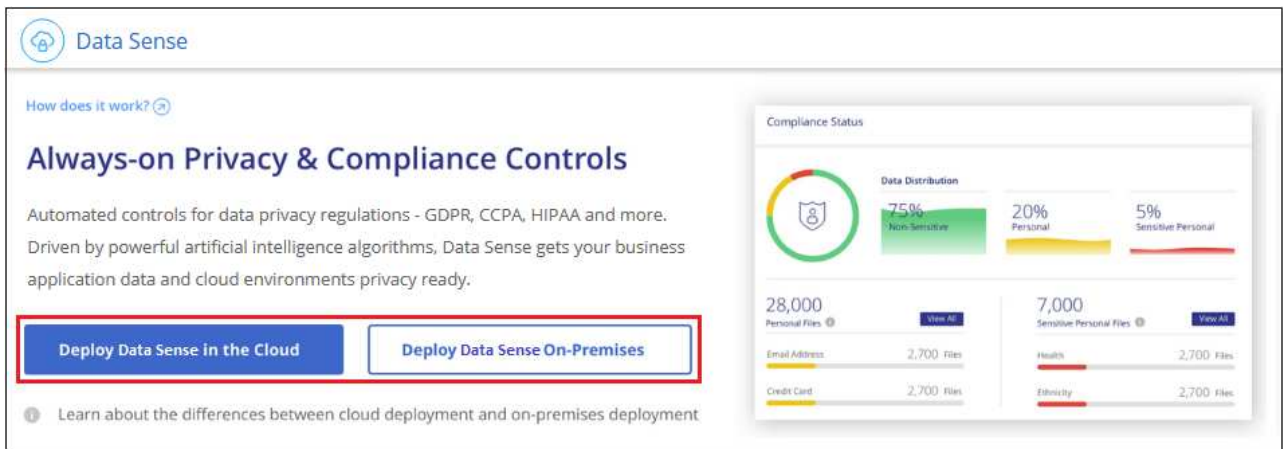 Data Sense
How does it work?
Always-on Privacy & Compliance Controls
Automated controls for data privacy regulations - GDPR, CCPA, HIPAA and more.
Driven by powerful artificial intelligence algorithms, Data Sense gets your business
application data and cloud environments privacy ready.
Deploy Data Sense in the Cloud
Deploy Data Sense On-Premises
Learn about the differences between cloud deployment and on-premises deployment
Compliance Status
Data Distribution
75%
Non-Sensitive
20%
Personal
5%
Sensitive Personal
28,000
Personal Files
View All
Email Address 2,700 Files
Credit Card 2,700 Files
7,000
Sensitive Personal Files
View All
Health 2,700 Files
Ethnicity 2,700 Files